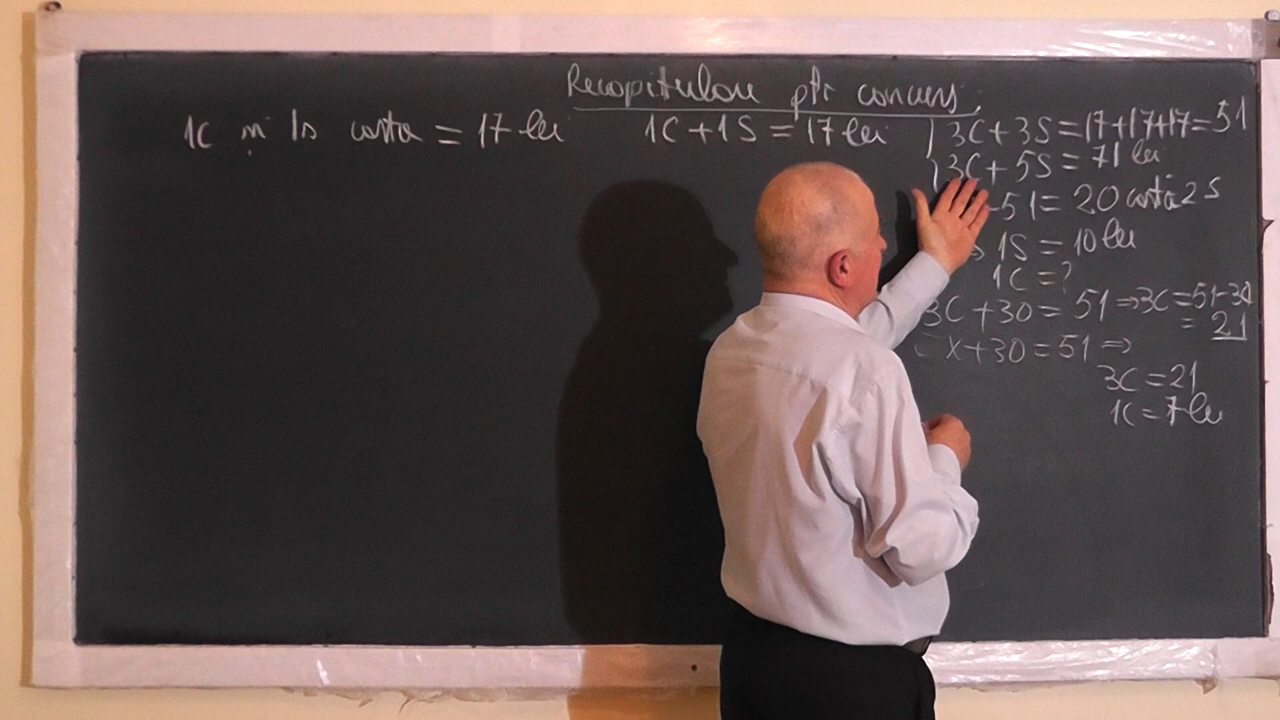 Recapitulare ptr concurs.
1C și 1s costa = 17 lei
1C + 1S = 17 lei
3C + 3S = 17+17+17 = 51
3C + 5S = 71 lei
-51 = 20 costă 2 S
1S = 10 lei
1C = ?
3C + 30 = 51 ⇒ 3C = 51-30
= 21
x + 30 = 51 ⇒
3C = 21
1C = 7 lei